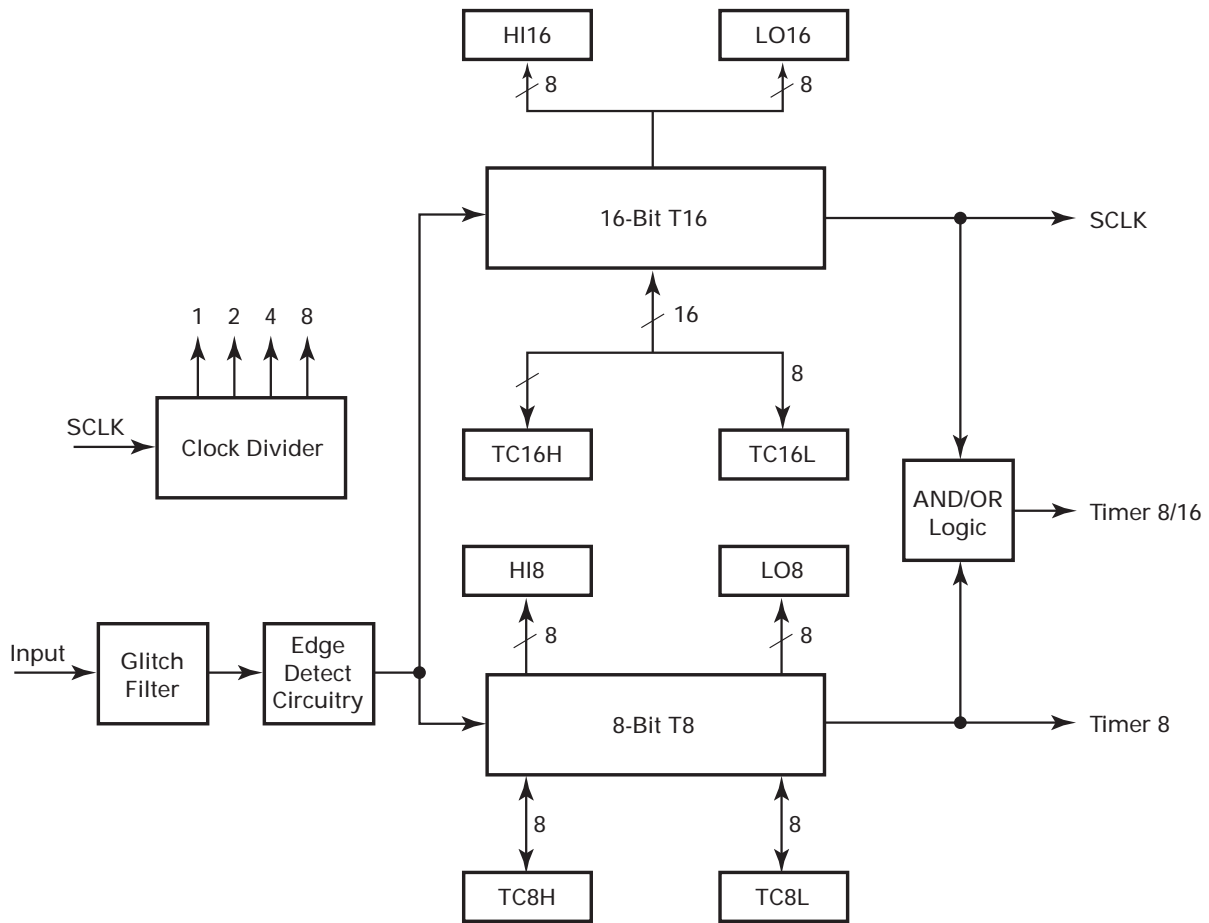 HI16
LO16
8
8
16-Bit T16
SCLK
16
1
2
4
8
8
SCLK
Clock Divider
TC16H
TC16L
AND/OR
Logic
Timer 8/16
HI8
LO8
8
8
Input
Glitch
Filter
Edge
Detect
Circuitry
8-Bit T8
Timer 8
8
8
TC8H
TC8L